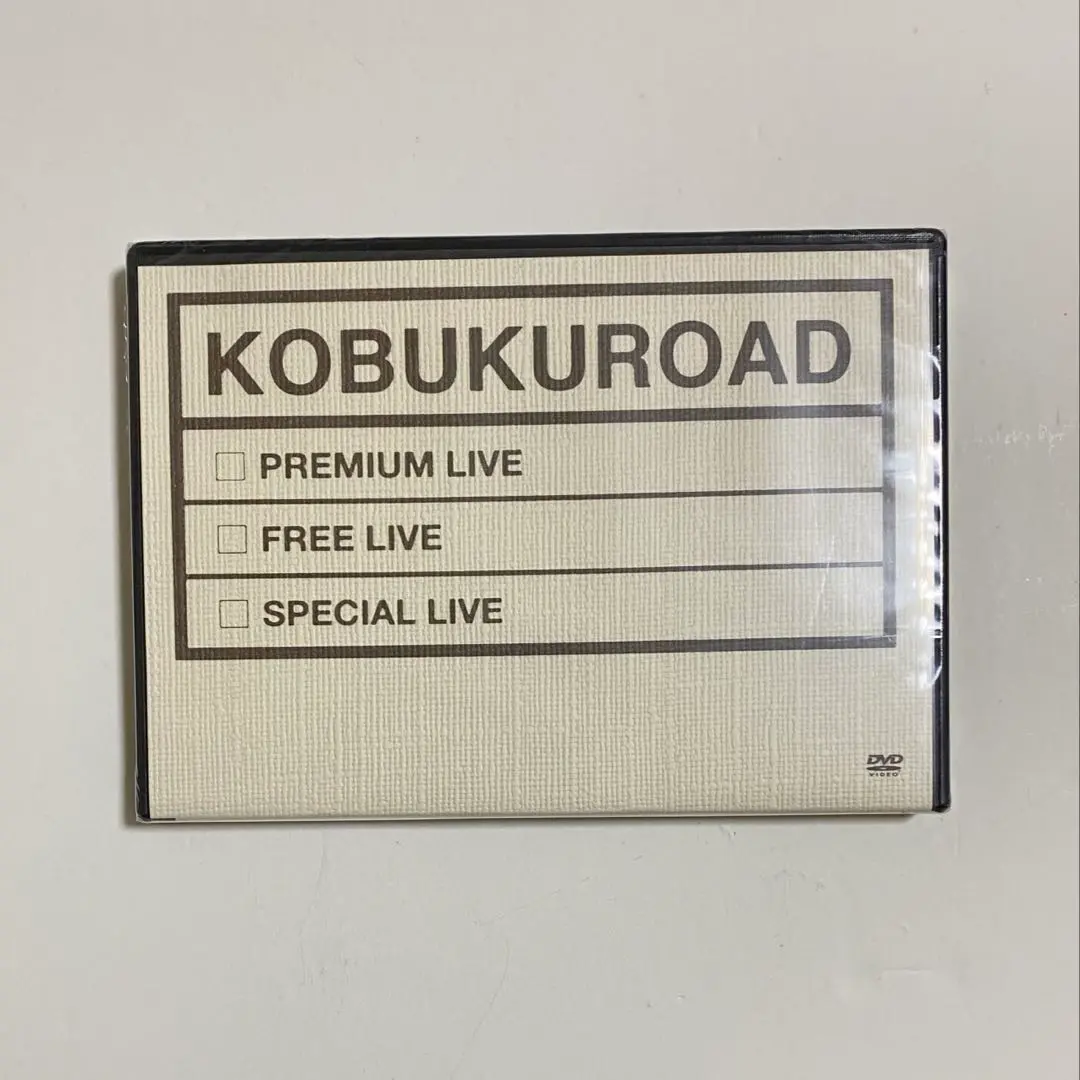 KOBUKUROAD
□ PREMIUM LIVE
□ FREE LIVE
□ SPECIAL LIVE
DVD
VIDEO